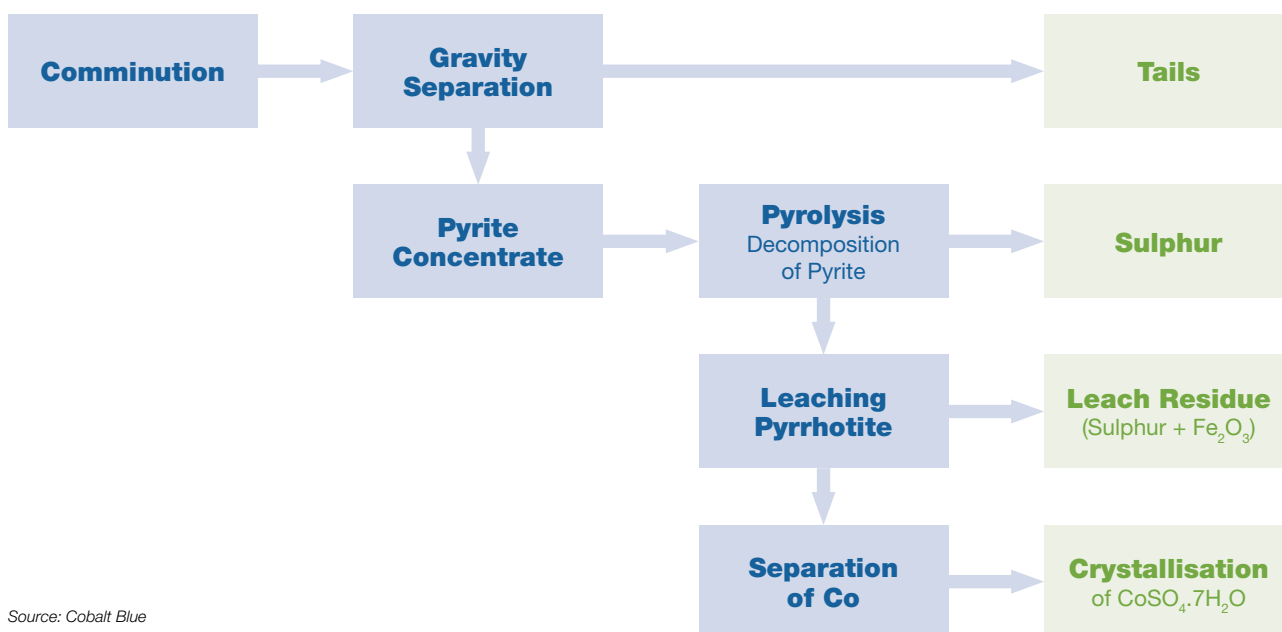 Comminution
Gravity
Separation
Tails
Pyrite
Concentrate
Pyrolysis
Decomposition
of Pyrite
Sulphur
Leaching
Pyrrhotite
Leach Residue
(Sulphur + Fe₂O₃)
Separation
of Co
Crystallisation
of CoSO₄.7H₂O
Source: Cobalt Blue